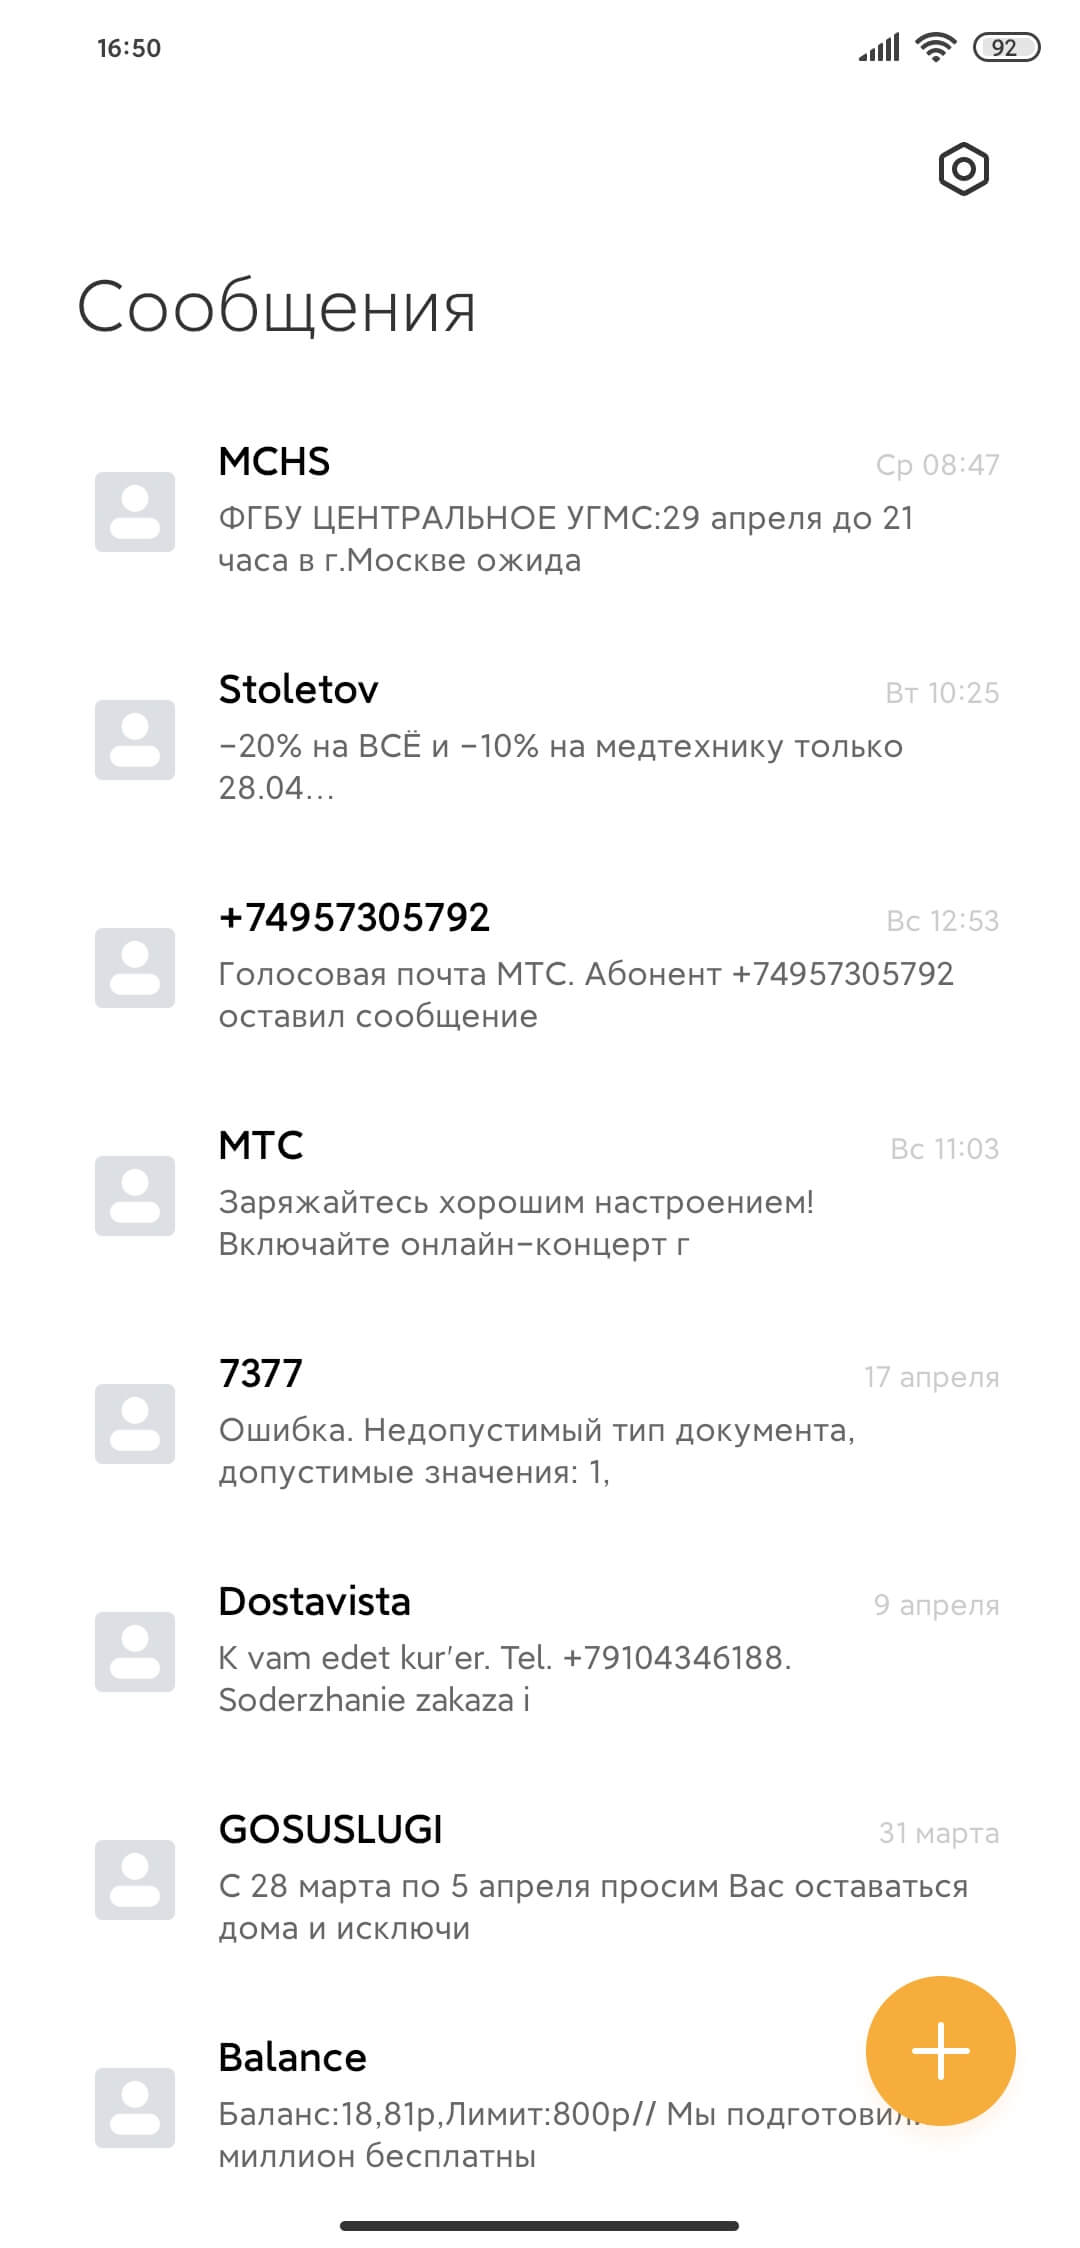 16:50
92
Сообщения
MCHS
Ср 08:47
ФГБУ ЦЕНТРАЛЬНОЕ УГМС:29 апреля до 21
часа в г.Москве ожида
Stoletov
Вт 10:25
-20% на ВСЁ и -10% на медтехнику только
28.04...
+74957305792
Вс 12:53
Голосовая почта МТС. Абонент +74957305792
оставил сообщение
МТС
Вс 11:03
Заряжайтесь хорошим настроением!
Включайте онлайн-концерт г
7377
17 апреля
Ошибка. Недопустимый тип документа,
допустимые значения: 1,
Dostavista
9 апреля
K vam edet kur'er. Tel. +79104346188.
Soderzhanie zakaza i
GOSUSLUGI
31 марта
С 28 марта по 5 апреля просим Вас оставаться
дома и исключи
Balance
Баланс:18,81р,Лимит:800р// Мы
миллион бесплатны